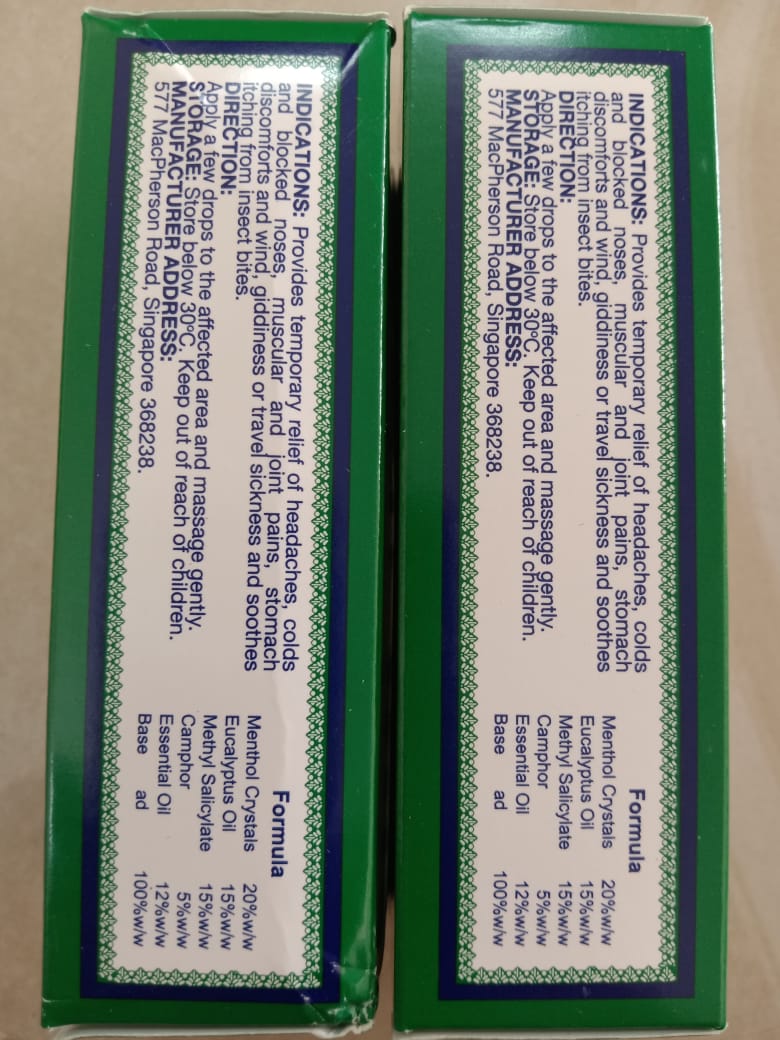 INDICATIONS: Provides temporary relief of headaches, colds
and blocked noses, muscular and joint pains, stomach
discomforts and wind, giddiness or travel sickness and soothes
itching from insect bites.
DIRECTION:
Apply a few drops to the affected area and massage gently.
STORAGE: Store below 30°C. Keep out of reach of children.
MANUFACTURER ADDRESS:
577 MacPherson Road, Singapore 368238.
Formula
Menthol Crystals 20%w/w
Eucalyptus Oil 15%w/w
Methyl Salicylate 15%w/w
Camphor 5%w/w
Essential Oil 12%w/w
Base ad 100%w/w
INDICATIONS: Provides temporary relief of headaches, colds
and blocked noses, muscular and joint pains, stomach
discomforts and wind, giddiness or travel sickness and soothes
itching from insect bites.
DIRECTION:
Apply a few drops to the affected area and massage gently.
STORAGE: Store below 30°C. Keep out of reach of children.
MANUFACTURER ADDRESS:
577 MacPherson Road, Singapore 368238.
Formula
Menthol Crystals 20%w/w
Eucalyptus Oil 15%w/w
Methyl Salicylate 15%w/w
Camphor 5%w/w
Essential Oil 12%w/w
Base ad 100%w/w